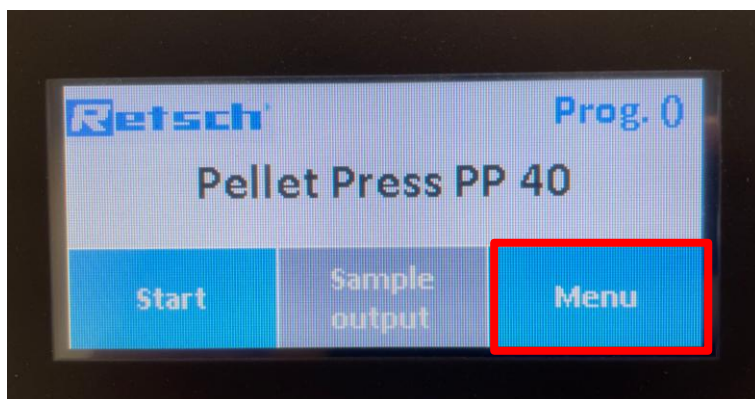 Retsch
Prog. 0
Pellet Press PP 40
Start
Sample
output
Menu